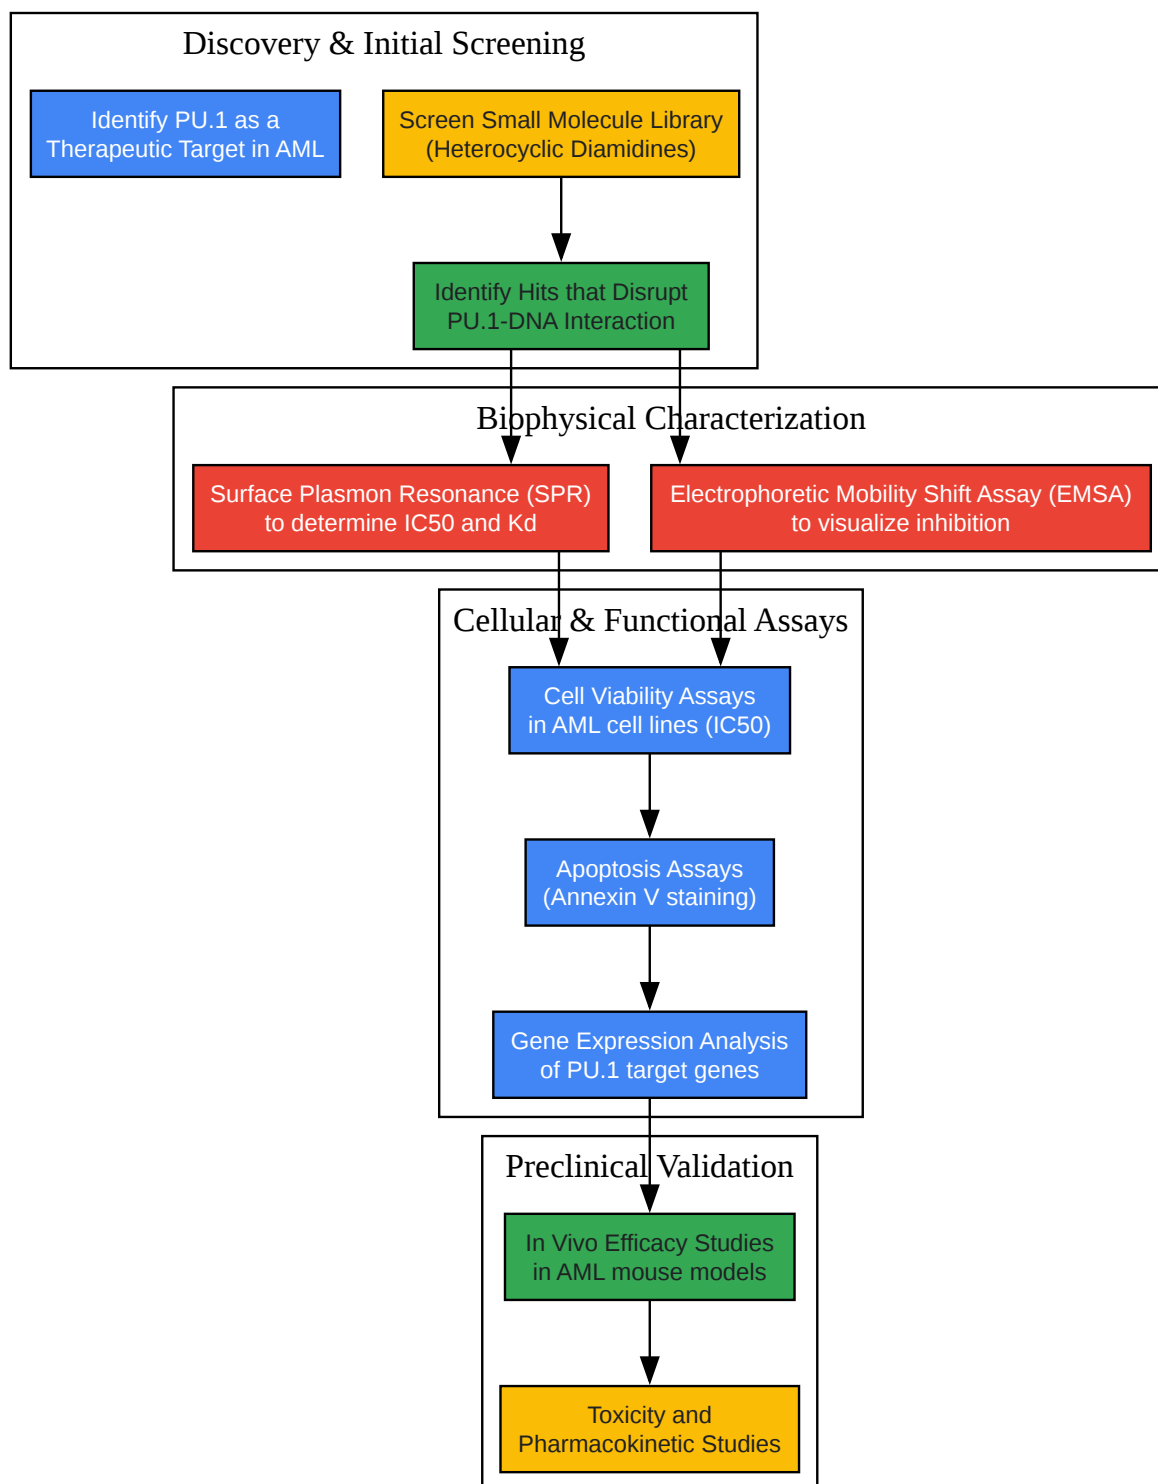 Discovery & Initial Screening
Identify PU.1 as a
Therapeutic Target in AML
Screen Small Molecule Library
(Heterocyclic Diamidines)
Identify Hits that Disrupt
PU.1-DNA Interaction
Biophysical Characterization
Surface Plasmon Resonance (SPR)
to determine IC50 and Kd
Electrophoretic Mobility Shift Assay (EMSA)
to visualize inhibition
Cellular & Functional Assays
Cell Viability Assays
in AML cell lines (IC50)
Apoptosis Assays
(Annexin V staining)
Gene Expression Analysis
of PU.1 target genes
Preclinical Validation
In Vivo Efficacy Studies
in AML mouse models
Toxicity and
Pharmacokinetic Studies